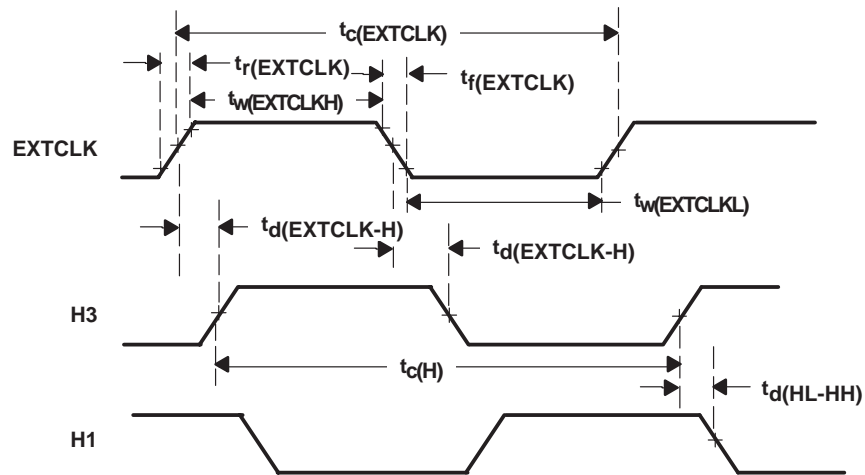 tc(EXTCLK)
tr(EXTCLK)
tf(EXTCLK)
tw(EXTCLKH)
EXTCLK
tw(EXTCLKL)
td(EXTCLK-H)
td(EXTCLK-H)
H3
tc(H)
td(HL-HH)
H1